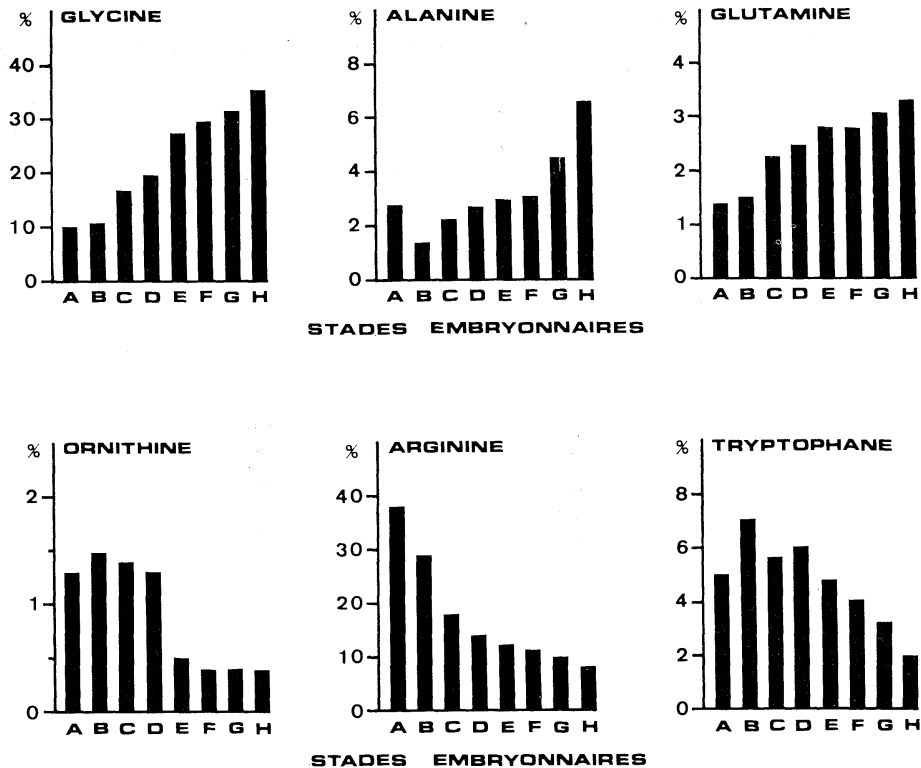 % GLYCINE
40
30
20
10
0
A B C D E F G H
% ALANINE
8
6
4
2
0
A B C D E F G H
% GLUTAMINE
4
3
2
1
0
A B C D E F G H
STADES EMBRYONNAIRES
% ORNITHINE
2
1
0
A B C D E F G H
% ARGININE
40
30
20
10
0
A B C D E F G H
% TRYPTOPHANE
8
6
4
2
0
A B C D E F G H
STADES EMBRYONNAIRES